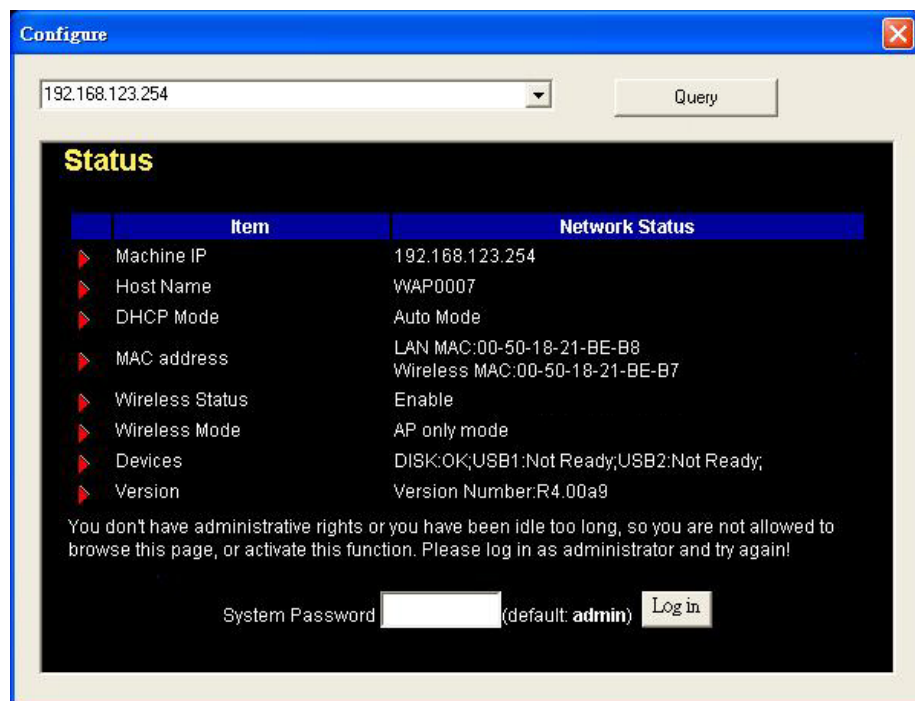 Configure
192.168.123.254
Query
Status
Item Network Status
Machine IP 192.168.123.254
Host Name WAP0007
DHCP Mode Auto Mode
MAC address LAN MAC:00-50-18-21-BE-B8
Wireless MAC:00-50-18-21-BE-B7
Wireless Status Enable
Wireless Mode AP only mode
Devices DISK:OK;USB1:Not Ready;USB2:Not Ready;
Version Version Number:R4.00a9
You don't have administrative rights or you have been idle too long, so you are not allowed to
browse this page, or activate this function. Please log in as administrator and try again!
System Password (default: admin) Log in